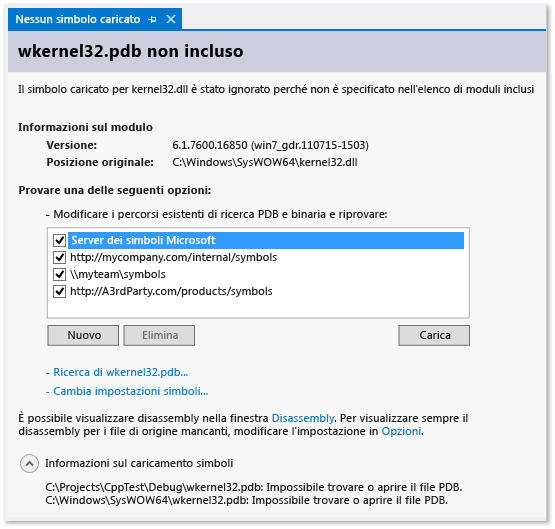 Nessun simbolo caricato
wkernel32.pdb non incluso
Il simbolo caricato per kernel32.dll è stato ignorato perché non è specificato nell'elenco di moduli inclusi
Informazioni sul modulo
Versione: 6.1.7600.16850 (win7_gdr.110715-1503)
Posizione originale: C:\Windows\SysWOW64\kernel32.dll
Provare una delle seguenti opzioni:
- Modificare i percorsi esistenti di ricerca PDB e binaria e riprovare:
Server dei simboli Microsoft
http://mycompany.com/internal/symbols
\\myteam\symbols
http://A3rdParty.com/products/symbols
Nuovo Elimina Carica
- Ricerca di wkernel32.pdb...
- Cambia impostazioni simboli...
È possibile visualizzare disassembly nella finestra Disassembly. Per visualizzare sempre il
disassembly per i file di origine mancanti, modificare l'impostazione in Opzioni.
Informazioni sul caricamento simboli
C:\Projects\CppTest\Debug\wkernel32.pdb: Impossibile trovare o aprire il file PDB.
C:\Windows\SysWOW64\wkernel32.pdb: Impossibile trovare o aprire il file PDB.